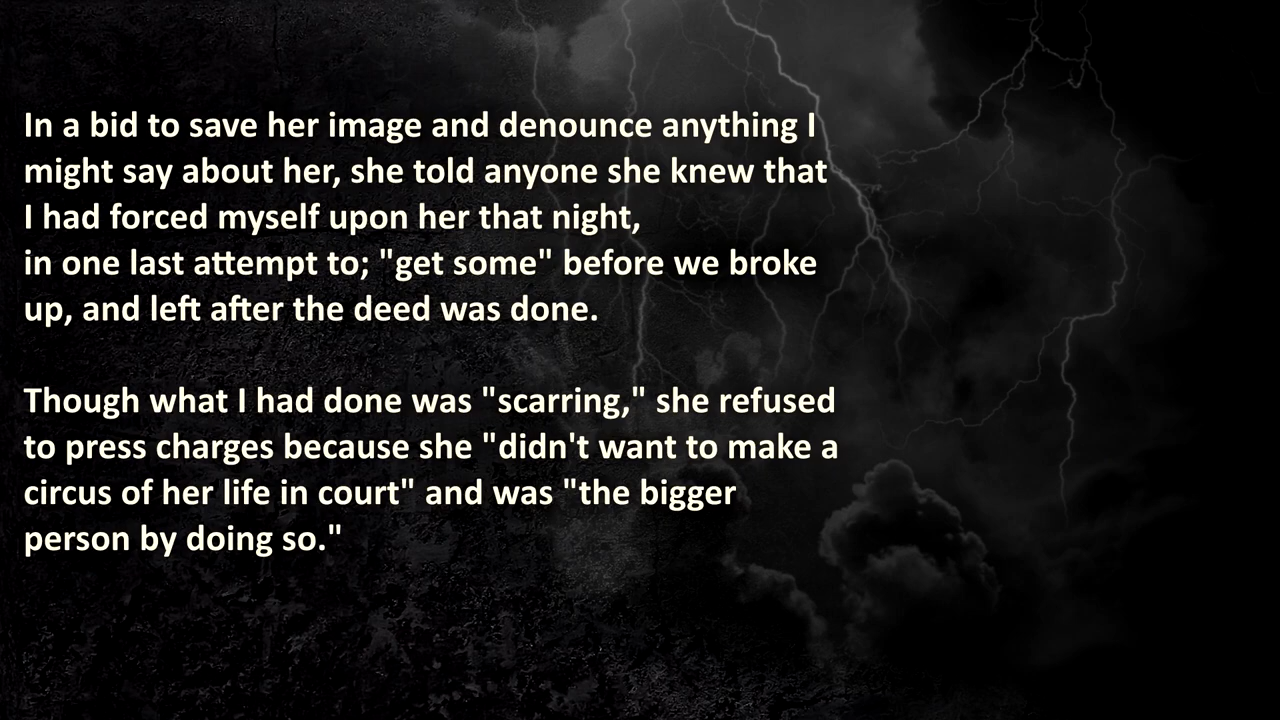 In a bid to save her image and denounce anything I
might say about her, she told anyone she knew that
I had forced myself upon her that night,
in one last attempt to; "get some" before we broke
up, and left after the deed was done.
Though what I had done was "scarring," she refused
to press charges because she "didn't want to make a
circus of her life in court" and was "the bigger
person by doing so."